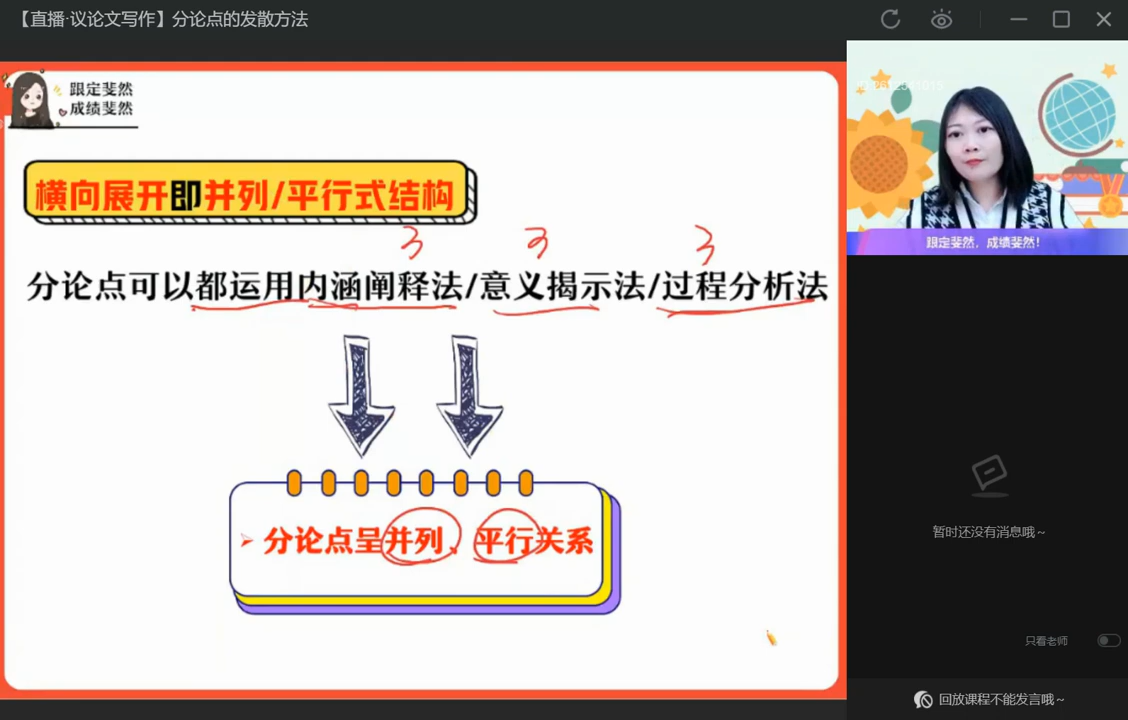 【直播·议论文写作】分论点的发散方法
跟定斐然
成绩斐然
横向展开即并列/平行式结构
3 3 3
分论点可以都运用内涵阐释法/意义揭示法/过程分析法
分论点呈并列、平行关系
跟定斐然,成绩斐然!
暂时还没有消息哦~
只看老师
回放课程不能发言哦~